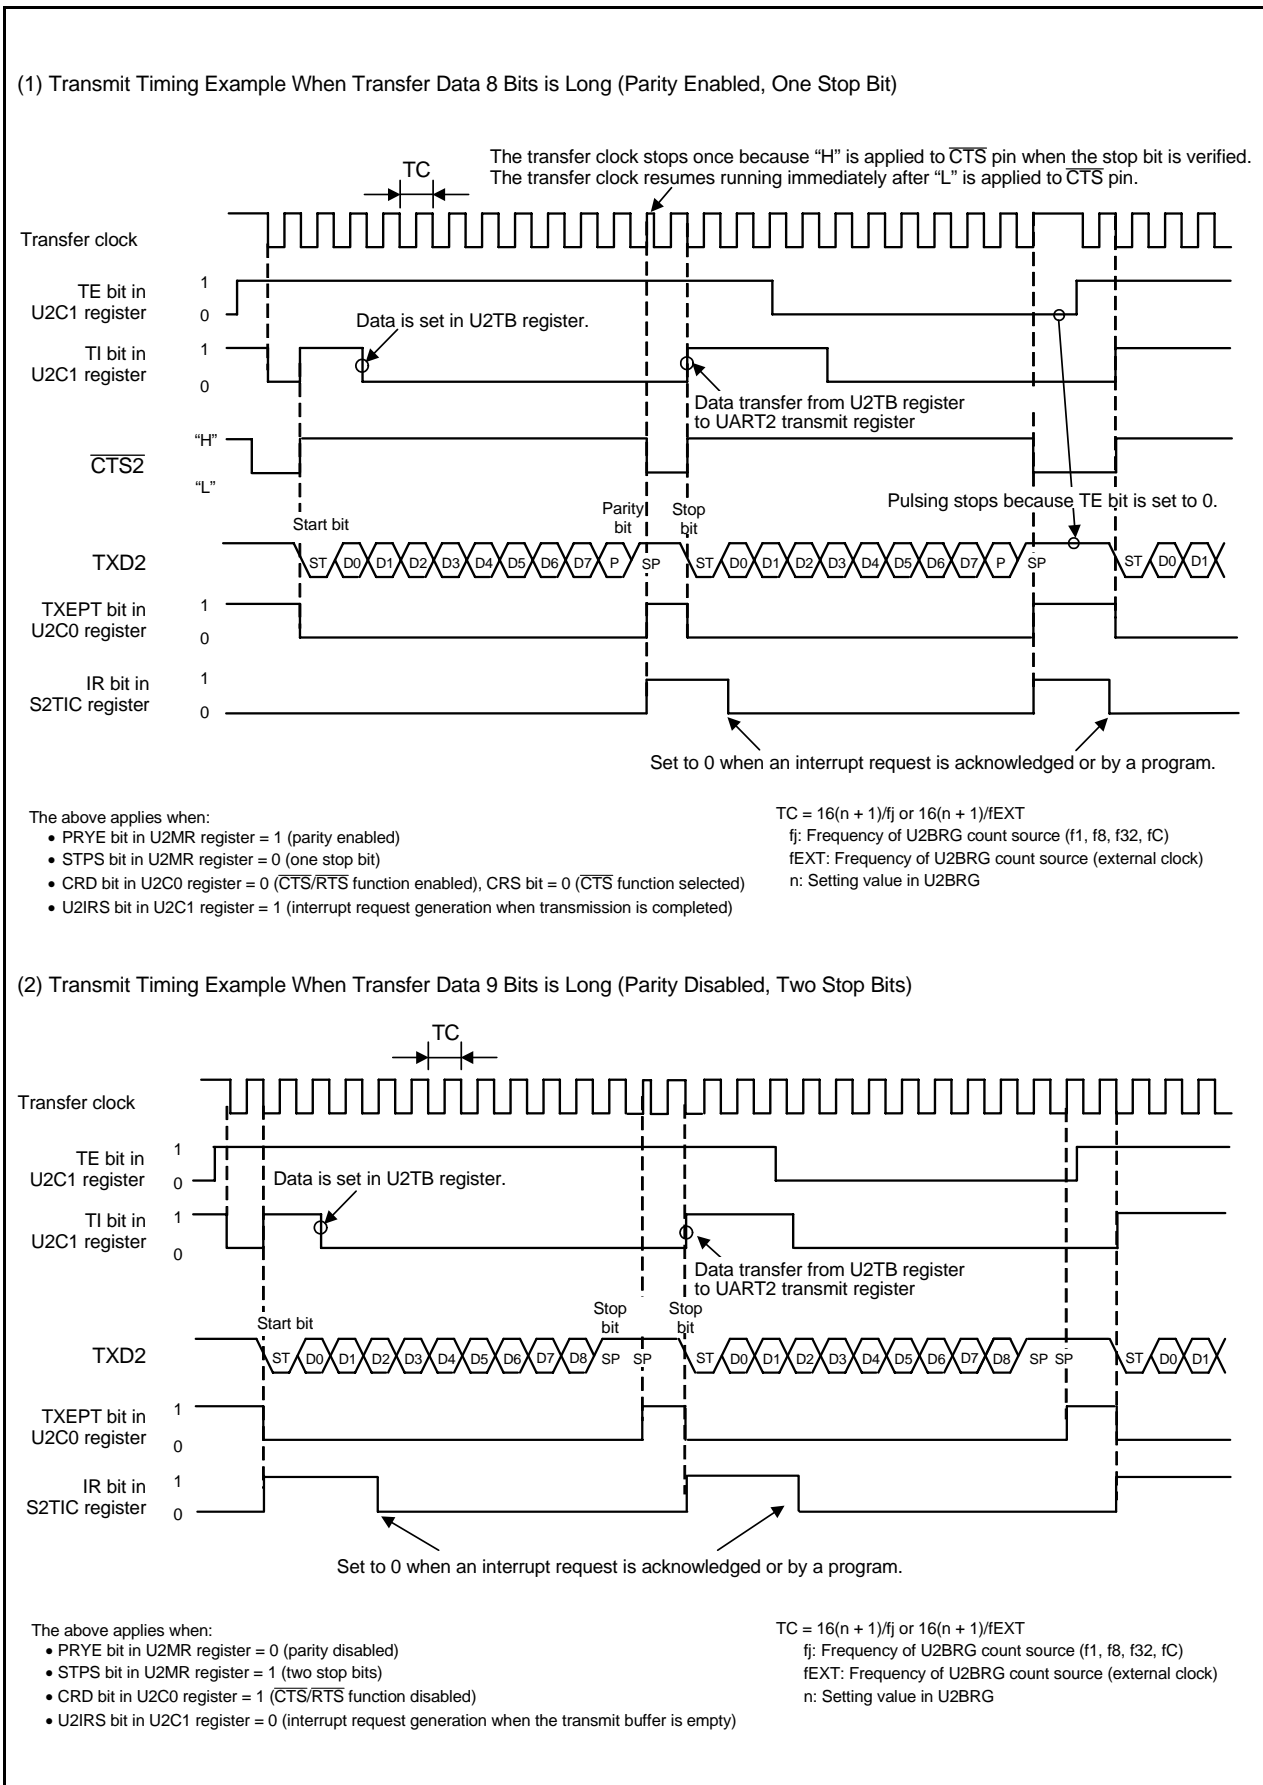 (1) Transmit Timing Example When Transfer Data 8 Bits is Long (Parity Enabled, One Stop Bit)
TC
The transfer clock stops once because “H” is applied to CTS pin when the stop bit is verified.
The transfer clock resumes running immediately after “L” is applied to CTS pin.
Transfer clock
TE bit in
U2C1 register
1
0
Data is set in U2TB register.
TI bit in
U2C1 register
1
0
Data transfer from U2TB register
to UART2 transmit register
CTS2
“H”
“L”
Pulsing stops because TE bit is set to 0.
Start bit
Parity
bit
Stop
bit
TXD2
ST D0 D1 D2 D3 D4 D5 D6 D7 P SP ST D0 D1 D2 D3 D4 D5 D6 D7 P SP ST D0 D1
TXEPT bit in
U2C0 register
1
0
IR bit in
S2TIC register
1
0
Set to 0 when an interrupt request is acknowledged or by a program.
The above applies when:
• PRYE bit in U2MR register = 1 (parity enabled)
• STPS bit in U2MR register = 0 (one stop bit)
• CRD bit in U2C0 register = 0 (CTS/RTS function enabled), CRS bit = 0 (CTS function selected)
• U2IRS bit in U2C1 register = 1 (interrupt request generation when transmission is completed)
TC = 16(n + 1)/fj or 16(n + 1)/fEXT
fj: Frequency of U2BRG count source (f1, f8, f32, fC)
fEXT: Frequency of U2BRG count source (external clock)
n: Setting value in U2BRG
(2) Transmit Timing Example When Transfer Data 9 Bits is Long (Parity Disabled, Two Stop Bits)
TC
Transfer clock
TE bit in
U2C1 register
1
0
Data is set in U2TB register.
TI bit in
U2C1 register
1
0
Data transfer from U2TB register
to UART2 transmit register
Start bit
Stop
bit
Stop
bit
TXD2
ST D0 D1 D2 D3 D4 D5 D6 D7 D8 SP SP ST D0 D1 D2 D3 D4 D5 D6 D7 D8 SP SP ST D0 D1
TXEPT bit in
U2C0 register
1
0
IR bit in
S2TIC register
1
0
Set to 0 when an interrupt request is acknowledged or by a program.
The above applies when:
• PRYE bit in U2MR register = 0 (parity disabled)
• STPS bit in U2MR register = 1 (two stop bits)
• CRD bit in U2C0 register = 1 (CTS/RTS function disabled)
• U2IRS bit in U2C1 register = 0 (interrupt request generation when the transmit buffer is empty)
TC = 16(n + 1)/fj or 16(n + 1)/fEXT
fj: Frequency of U2BRG count source (f1, f8, f32, fC)
fEXT: Frequency of U2BRG count source (external clock)
n: Setting value in U2BRG